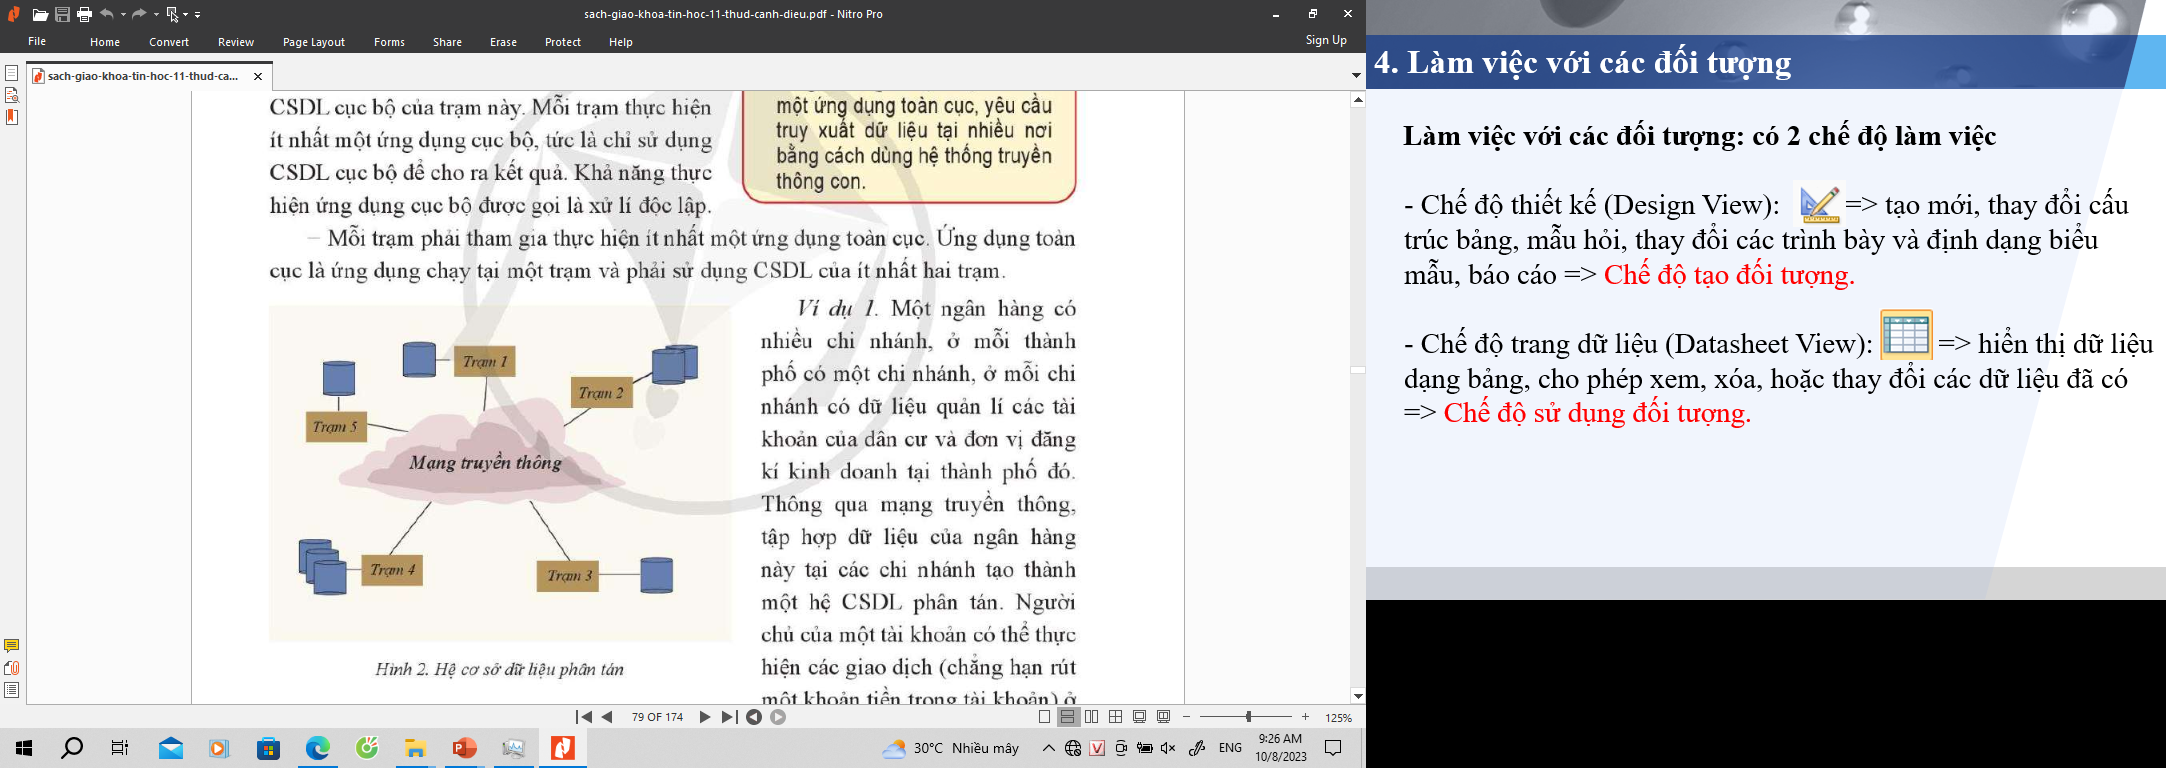 sach-giao-khoa-tin-hoc-11-thud-canh-dieu.pdf - Nitro Pro
File Home Convert Review Page Layout Forms Share Erase Protect Help Sign Up
sach-giao-khoa-tin-hoc-11-thud-ca...
CSDL cục bộ của trạm này. Mỗi trạm thực hiện
ít nhất một ứng dụng cục bộ, tức là chỉ sử dụng
CSDL cục bộ để cho ra kết quả. Khả năng thực
hiện ứng dụng cục bộ được gọi là xử lí độc lập.
một ứng dụng toàn cục, yêu cầu
truy xuất dữ liệu tại nhiều nơi
bằng cách dùng hệ thống truyền
thông con.
– Mỗi trạm phải tham gia thực hiện ít nhất một ứng dụng toàn cục. Ứng dụng toàn
cục là ứng dụng chạy tại một trạm và phải sử dụng CSDL của ít nhất hai trạm.
Trạm 1
Trạm 2
Trạm 5
Mạng truyền thông
Trạm 4
Trạm 3
Hình 2. Hệ cơ sở dữ liệu phân tán
Ví dụ 1. Một ngân hàng có
nhiều chi nhánh, ở mỗi thành
phố có một chi nhánh, ở mỗi chi
nhánh có dữ liệu quản lí các tài
khoản của dân cư và đơn vị đăng
kí kinh doanh tại thành phố đó.
Thông qua mạng truyền thông,
tập hợp dữ liệu của ngân hàng
này tại các chi nhánh tạo thành
một hệ CSDL phân tán. Người
chủ của một tài khoản có thể thực
hiện các giao dịch (chẳng hạn rút
một khoản tiền trong tài khoản) ở
79 OF 174
125%
30°C Nhiều mây
ENG
9:26 AM
10/8/2023
4. Làm việc với các đối tượng
Làm việc với các đối tượng: có 2 chế độ làm việc
- Chế độ thiết kế (Design View): => tạo mới, thay đổi cấu
trúc bảng, mẫu hỏi, thay đổi các trình bày và định dạng biểu
mẫu, báo cáo => Chế độ tạo đối tượng.
- Chế độ trang dữ liệu (Datasheet View): => hiển thị dữ liệu
dạng bảng, cho phép xem, xóa, hoặc thay đổi các dữ liệu đã có
=> Chế độ sử dụng đối tượng.